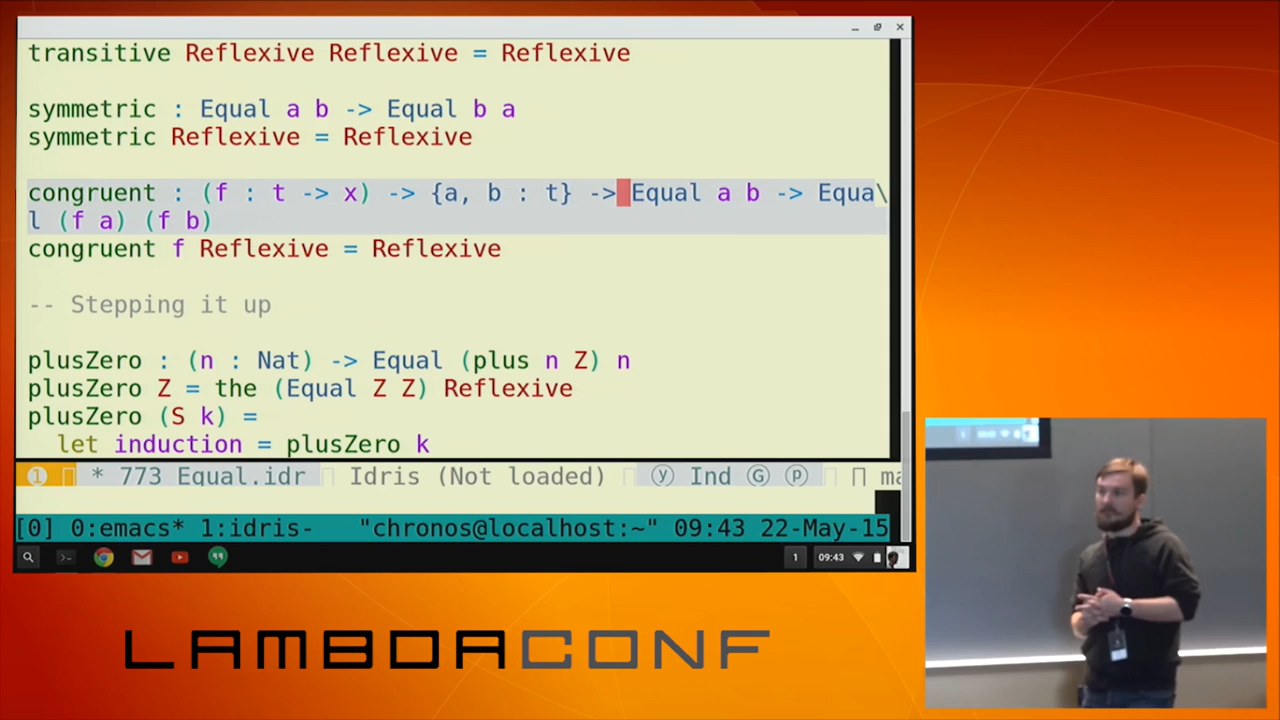 transitive Reflexive Reflexive = Reflexive
symmetric : Equal a b -> Equal b a
symmetric Reflexive = Reflexive
congruent : (f : t -> x) -> {a, b : t} -> Equal a b -> Equa\
l (f a) (f b)
congruent f Reflexive = Reflexive
-- Stepping it up
plusZero : (n : Nat) -> Equal (plus n Z) n
plusZero Z = the (Equal Z Z) Reflexive
plusZero (S k) =
let induction = plusZero k
1 * 773 Equal.idr Idris (Not loaded) y Ind G p ma
[0] 0:emacs* 1:idris- "chronos@localhost:~" 09:43 22-May-15
1 09:43
LAMBDACONF